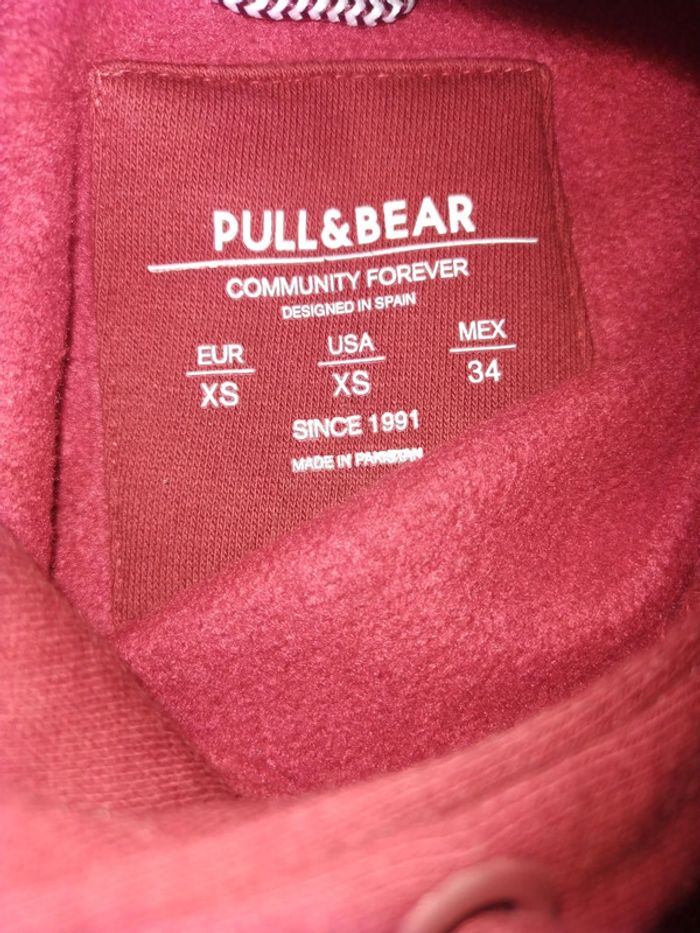 PULL&BEAR
COMMUNITY FOREVER
DESIGNED IN SPAIN
EUR USA MEX
XS XS 34
SINCE 1991
MADE IN PAKISTAN